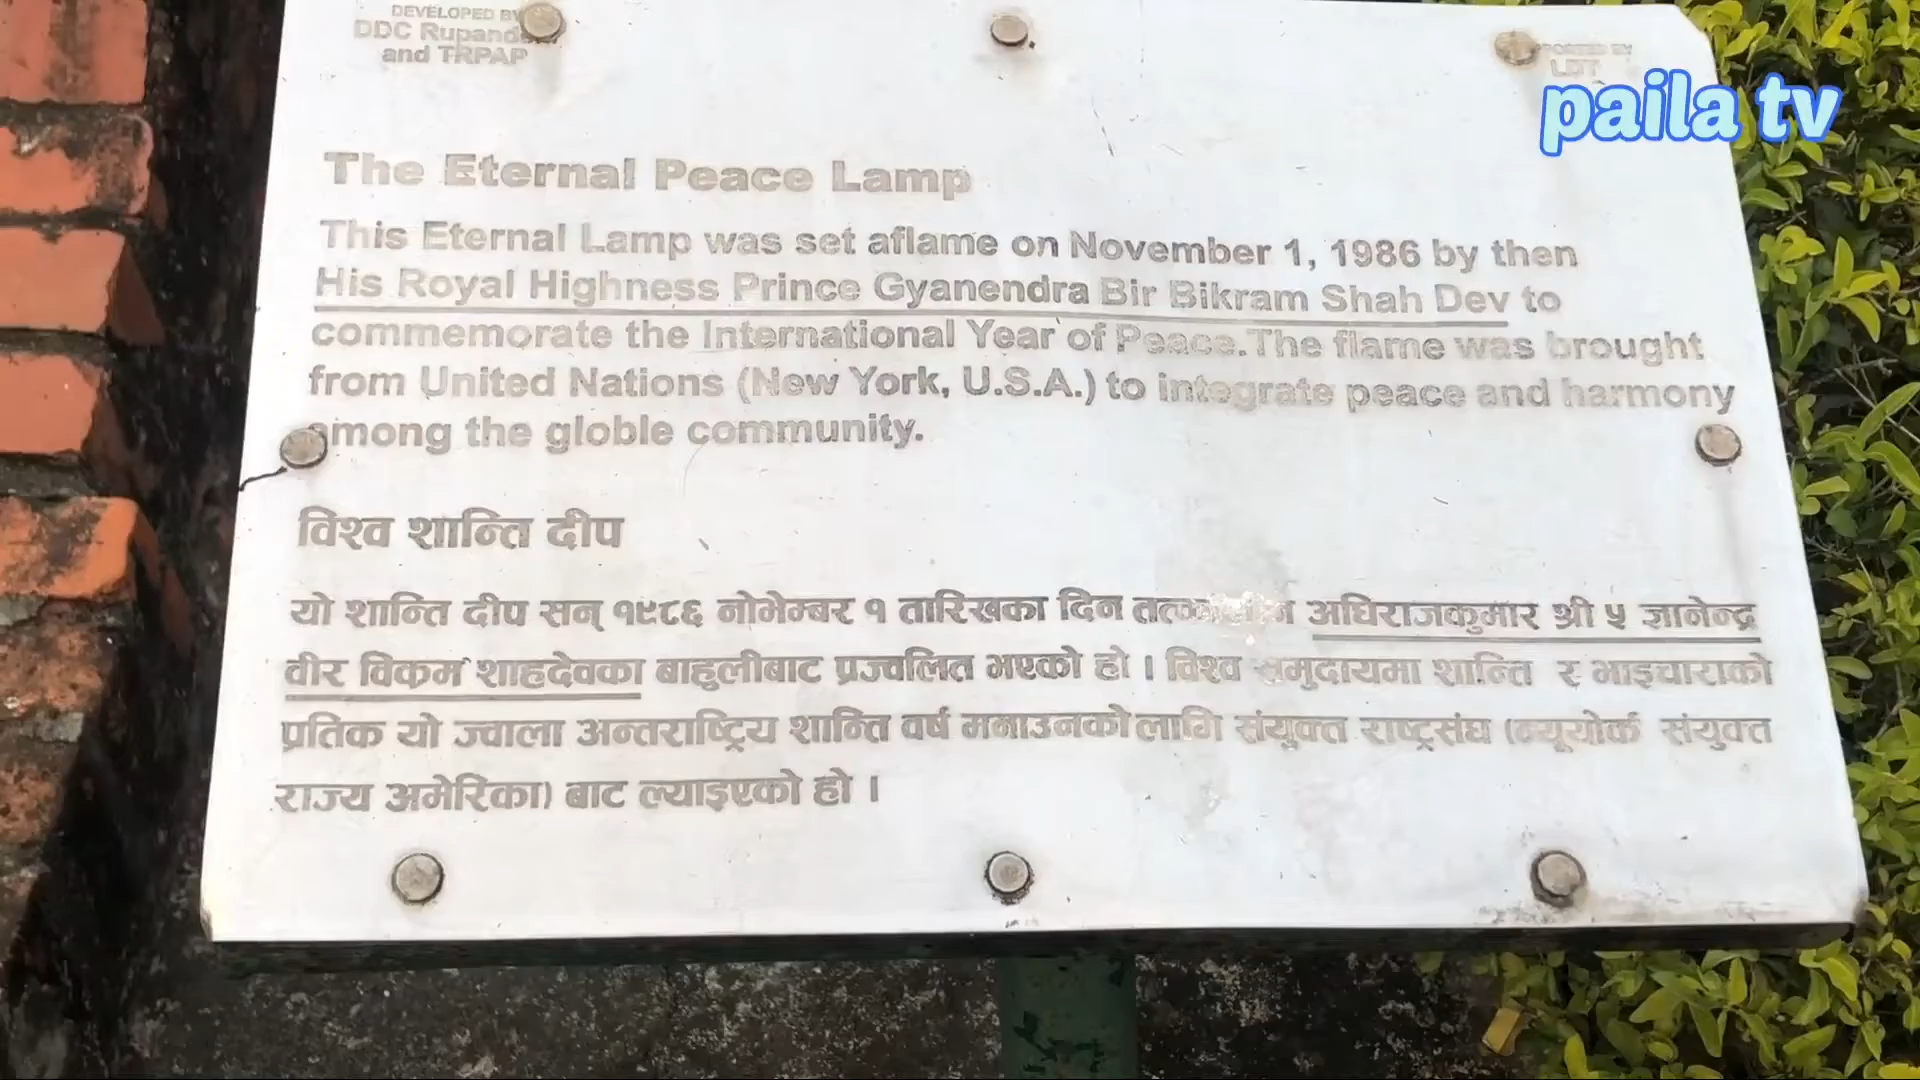 DEVELOPED BY
DDC
and TRPAP
LDT
paila tv
The Eternal Peace Lamp
This Eternal Lamp was set aflame on November 1, 1986 by then
His Royal Highness Prince Gyanendra Bir Bikram Shah Dev to
commemorate the International Year of Peace.The flame was brought
from United Nations (New York, U.S.A.) to integrate peace and harmony
among the globle community.
विश्व शान्ति दीप
यो शान्ति दीप सन् १९८६ नोभेम्बर १ तारिखका दिन अधिराजकुमार श्री ५ ज्ञानेन्द्र
वीर विक्रम शाहदेवका बाहुलीबाट प्रज्वलित भएको हो । विश्व समुदायमा शान्ति र भाइचाराको
प्रतिक यो ज्वाला अन्तराष्ट्रिय शान्ति वर्ष मनाउनको लागि संयुक्त राष्ट्रसंघ (न्यूयोर्क संयुक्त
राज्य अमेरिका) बाट ल्याइएको हो ।